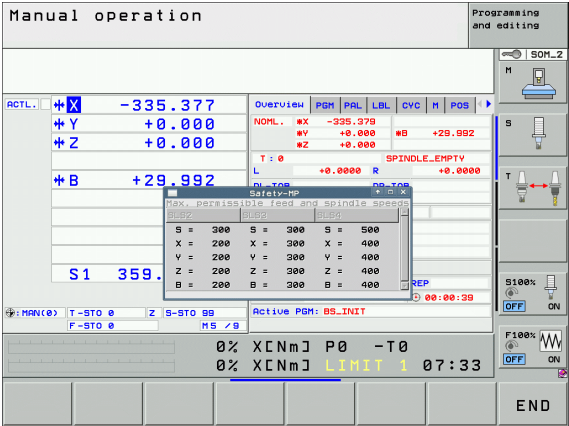 Manual operation
Programming
and editing
SOM_2
M
ACTL.
X -335.377
Y +0.000
Z +0.000
B +29.992
S1 359.
Overview PGM PAL LBL CYC M POS
NOML. *X -335.379
*Y +0.000 *B +29.992
*Z +0.000
T : 0 SPINDLE_EMPTY
L +0.0000 R +0.0000
DL-TOB DR-TOB
Safety-MP
Max. permissible feed and spindle speeds
SLS2 SLS3 SLS4
S = 300 S = 300 S = 500
X = 200 X = 300 X = 400
Y = 200 Y = 300 Y = 400
Z = 200 Z = 300 Z = 400
B = 200 B = 300 B = 400
REP
00:00:39
Active PGM: BS_INIT
:MAN(0) T-STO 0 Z S-STO 99
F-STO 0 M5 /9
0% X[Nm] P0 -T0
0% X[Nm] LIMIT 1 07:33
S
T
S100%
OFF ON
F100%
OFF ON
END